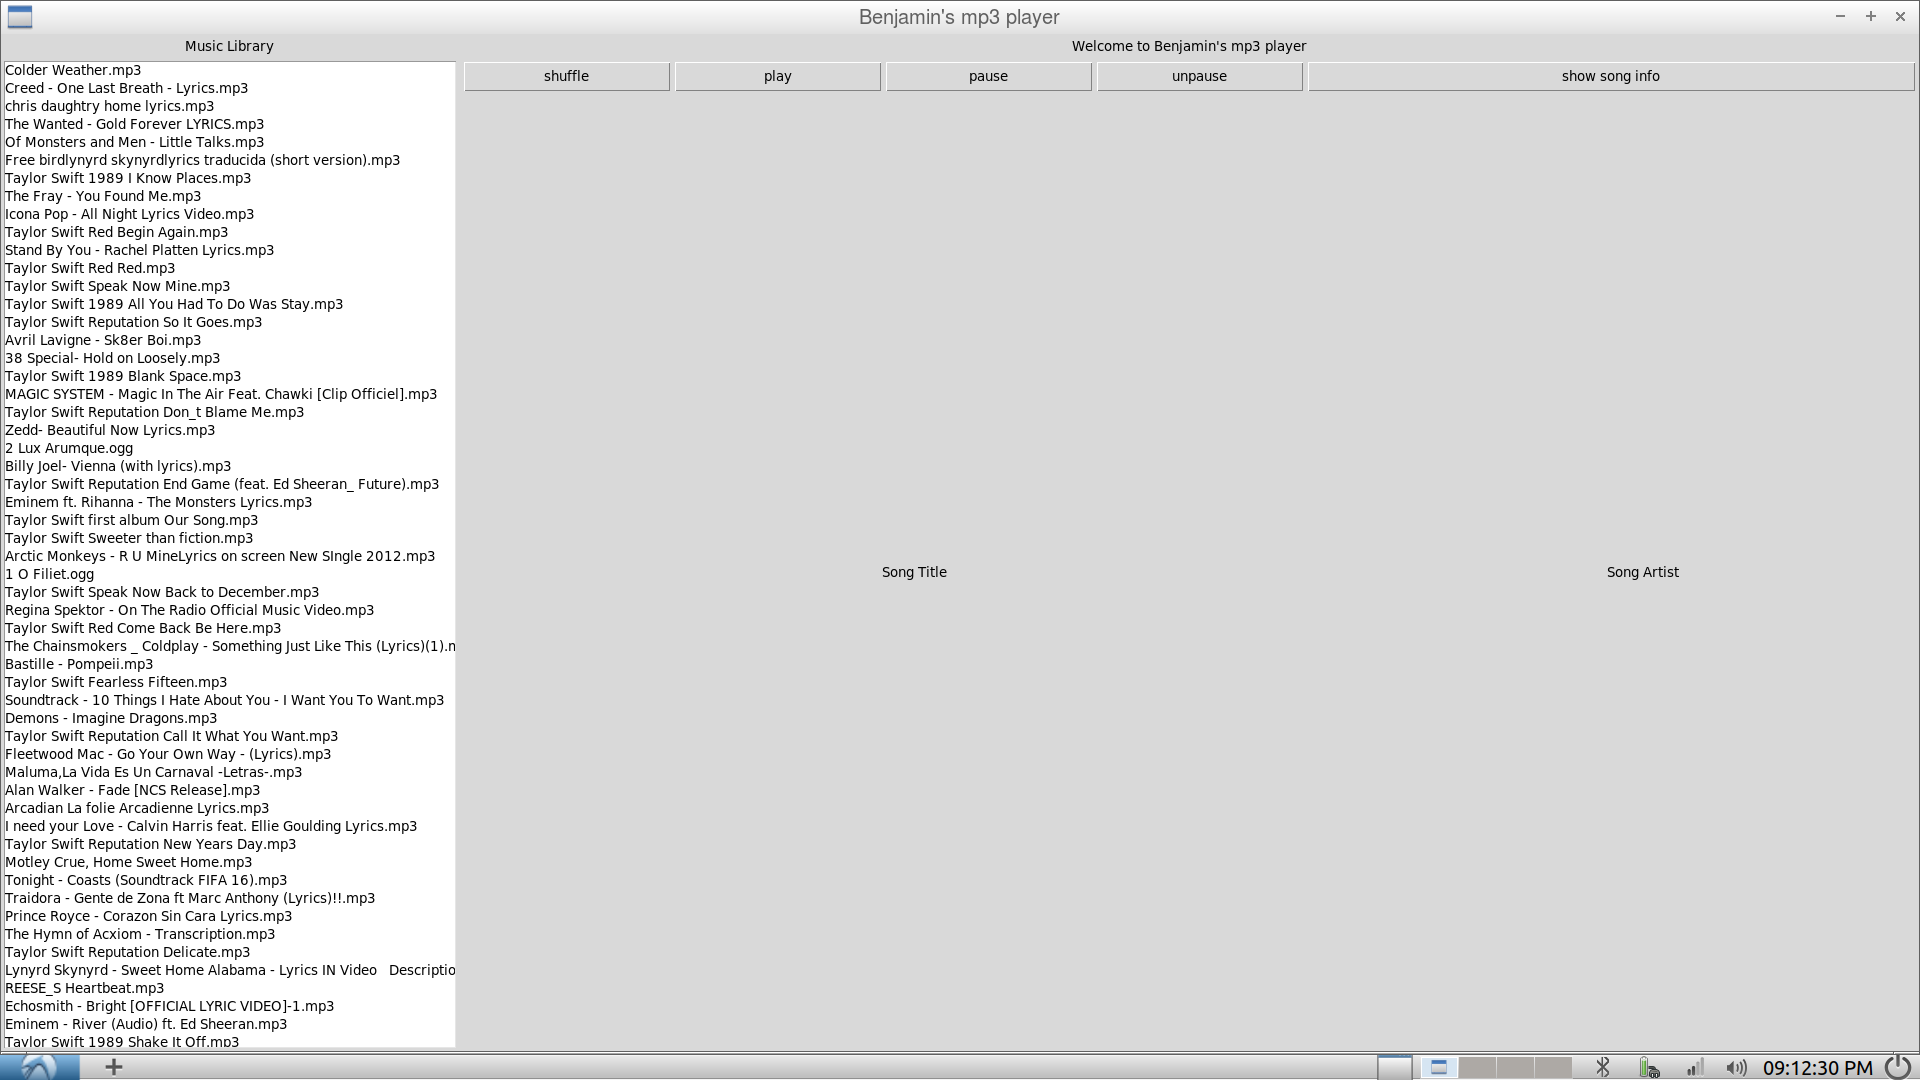 Benjamin's mp3 player
Music Library
Welcome to Benjamin's mp3 player
shuffle
play
pause
unpause
show song info
Colder Weather.mp3
Creed - One Last Breath - Lyrics.mp3
chris daughtry home lyrics.mp3
The Wanted - Gold Forever LYRICS.mp3
Of Monsters and Men - Little Talks.mp3
Free birdlynyrd skynyrdlyrics traducida (short version).mp3
Taylor Swift 1989 I Know Places.mp3
The Fray - You Found Me.mp3
Icona Pop - All Night Lyrics Video.mp3
Taylor Swift Red Begin Again.mp3
Stand By You - Rachel Platten Lyrics.mp3
Taylor Swift Red Red.mp3
Taylor Swift Speak Now Mine.mp3
Taylor Swift 1989 All You Had To Do Was Stay.mp3
Taylor Swift Reputation So It Goes.mp3
Avril Lavigne - Sk8er Boi.mp3
38 Special- Hold on Loosely.mp3
Taylor Swift 1989 Blank Space.mp3
MAGIC SYSTEM - Magic In The Air Feat. Chawki [Clip Officiel].mp3
Taylor Swift Reputation Don_t Blame Me.mp3
Zedd- Beautiful Now Lyrics.mp3
2 Lux Arumque.ogg
Billy Joel- Vienna (with lyrics).mp3
Taylor Swift Reputation End Game (feat. Ed Sheeran_ Future).mp3
Eminem ft. Rihanna - The Monsters Lyrics.mp3
Taylor Swift first album Our Song.mp3
Taylor Swift Sweeter than fiction.mp3
Arctic Monkeys - R U MineLyrics on screen New SIngle 2012.mp3
1 O Filiet.ogg
Taylor Swift Speak Now Back to December.mp3
Regina Spektor - On The Radio Official Music Video.mp3
Taylor Swift Red Come Back Be Here.mp3
The Chainsmokers _ Coldplay - Something Just Like This (Lyrics)(1).m
Bastille - Pompeii.mp3
Taylor Swift Fearless Fifteen.mp3
Soundtrack - 10 Things I Hate About You - I Want You To Want.mp3
Demons - Imagine Dragons.mp3
Taylor Swift Reputation Call It What You Want.mp3
Fleetwood Mac - Go Your Own Way - (Lyrics).mp3
Maluma,La Vida Es Un Carnaval -Letras-.mp3
Alan Walker - Fade [NCS Release].mp3
Arcadian La folie Arcadienne Lyrics.mp3
I need your Love - Calvin Harris feat. Ellie Goulding Lyrics.mp3
Taylor Swift Reputation New Years Day.mp3
Motley Crue, Home Sweet Home.mp3
Tonight - Coasts (Soundtrack FIFA 16).mp3
Traidora - Gente de Zona ft Marc Anthony (Lyrics)!!.mp3
Prince Royce - Corazon Sin Cara Lyrics.mp3
The Hymn of Acxiom - Transcription.mp3
Taylor Swift Reputation Delicate.mp3
Lynyrd Skynyrd - Sweet Home Alabama - Lyrics IN Video   Descriptio
REESE_S Heartbeat.mp3
Echosmith - Bright [OFFICIAL LYRIC VIDEO]-1.mp3
Eminem - River (Audio) ft. Ed Sheeran.mp3
Taylor Swift 1989 Shake It Off.mp3
Song Title
Song Artist
09:12:30 PM